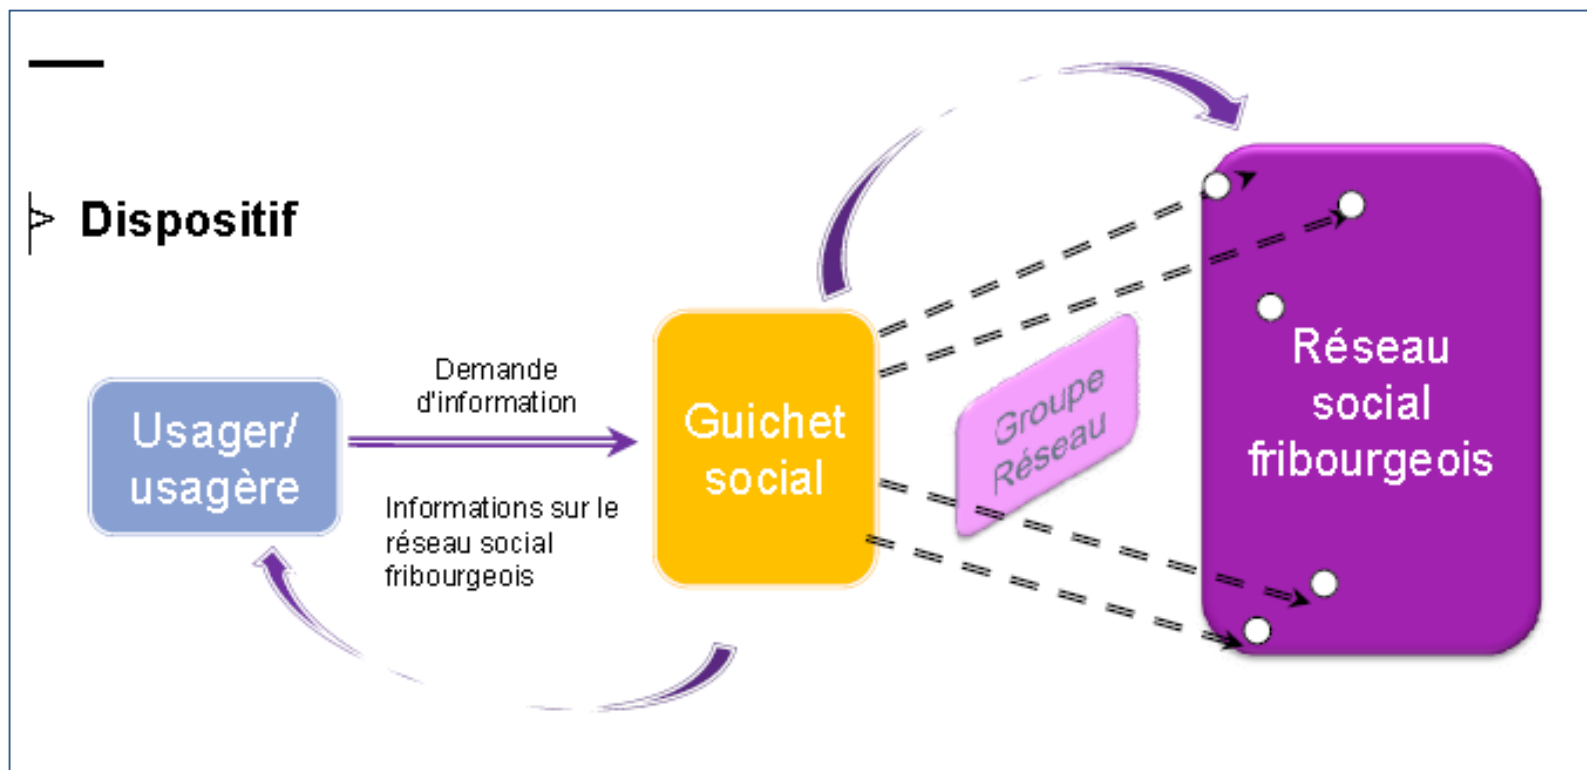 Dispositif
Usager/
usagère
Demande
d'information
Informations sur le
réseau social
fribourgeois
Guichet
social
Groupe
Réseau
Réseau
social
fribourgeois